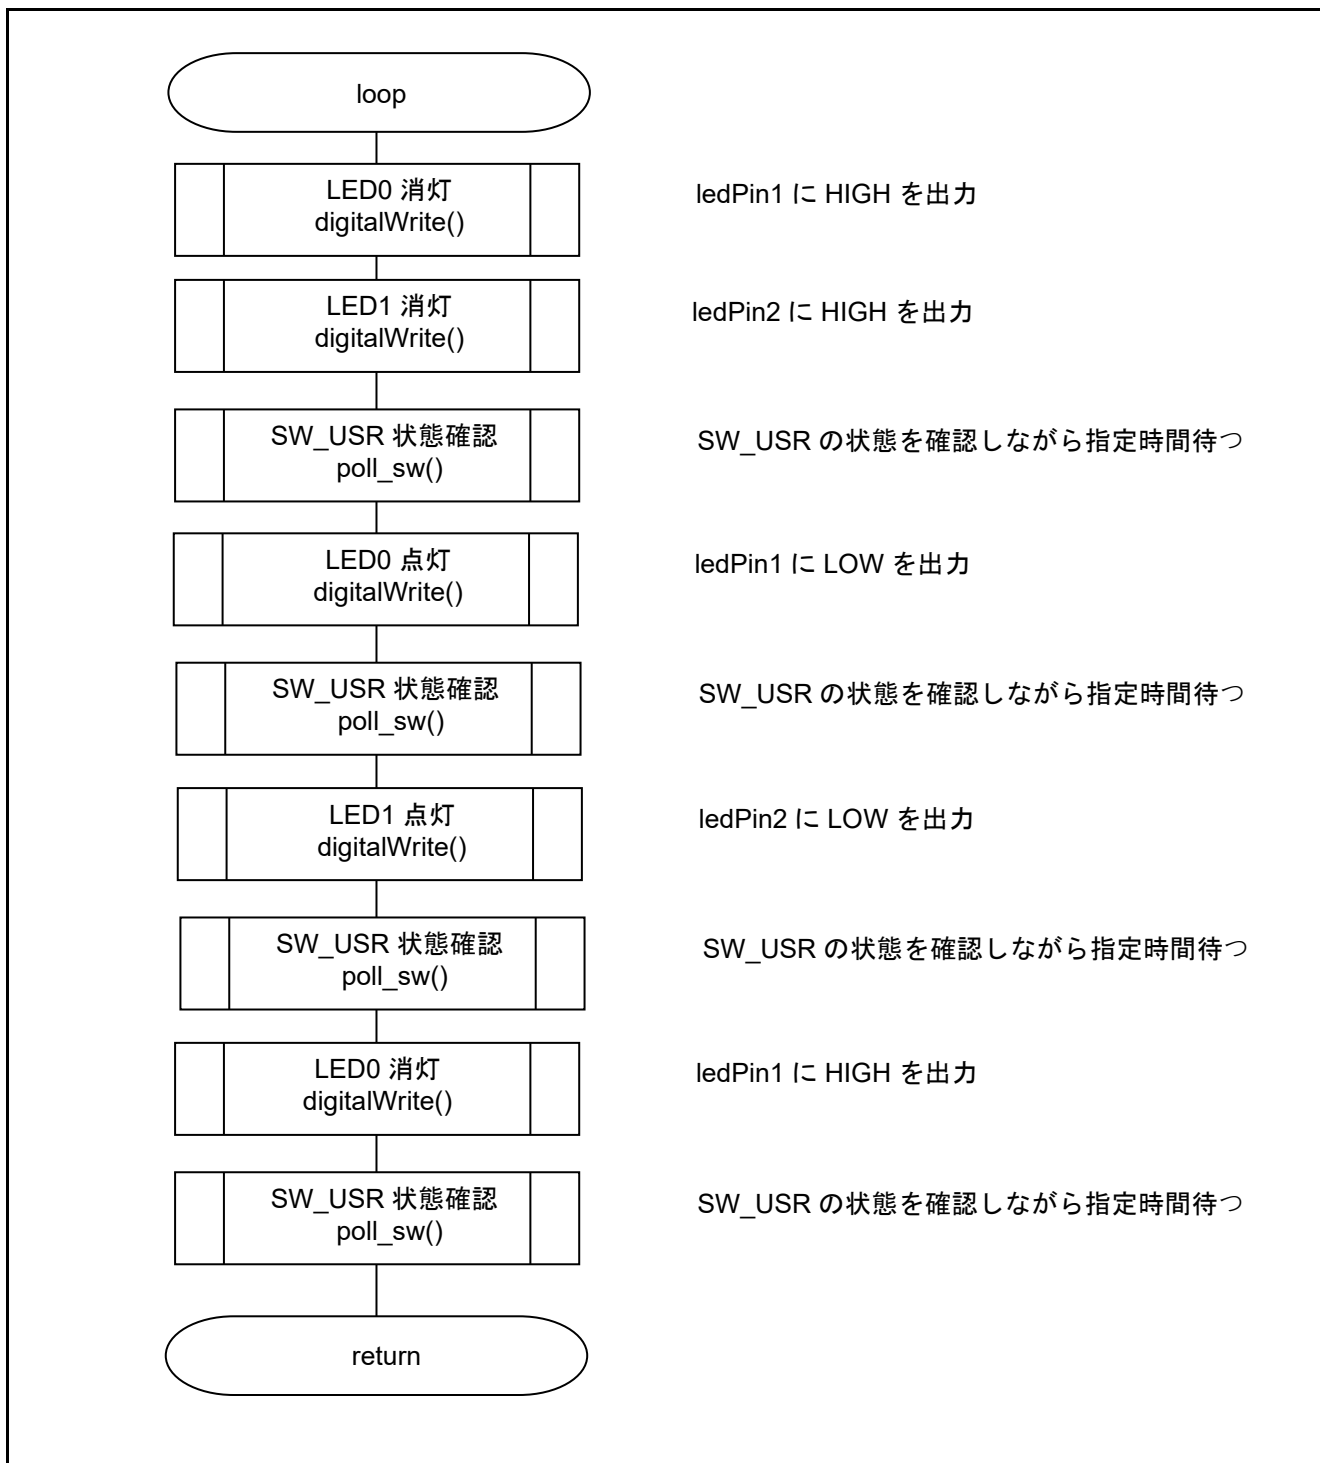 loop
LED0 消灯
digitalWrite()
ledPin1 に HIGH を出力
LED1 消灯
digitalWrite()
ledPin2 に HIGH を出力
SW_USR 状態確認
poll_sw()
SW_USR の状態を確認しながら指定時間待つ
LED0 点灯
digitalWrite()
ledPin1 に LOW を出力
SW_USR 状態確認
poll_sw()
SW_USR の状態を確認しながら指定時間待つ
LED1 点灯
digitalWrite()
ledPin2 に LOW を出力
SW_USR 状態確認
poll_sw()
SW_USR の状態を確認しながら指定時間待つ
LED0 消灯
digitalWrite()
ledPin1 に HIGH を出力
SW_USR 状態確認
poll_sw()
SW_USR の状態を確認しながら指定時間待つ
return